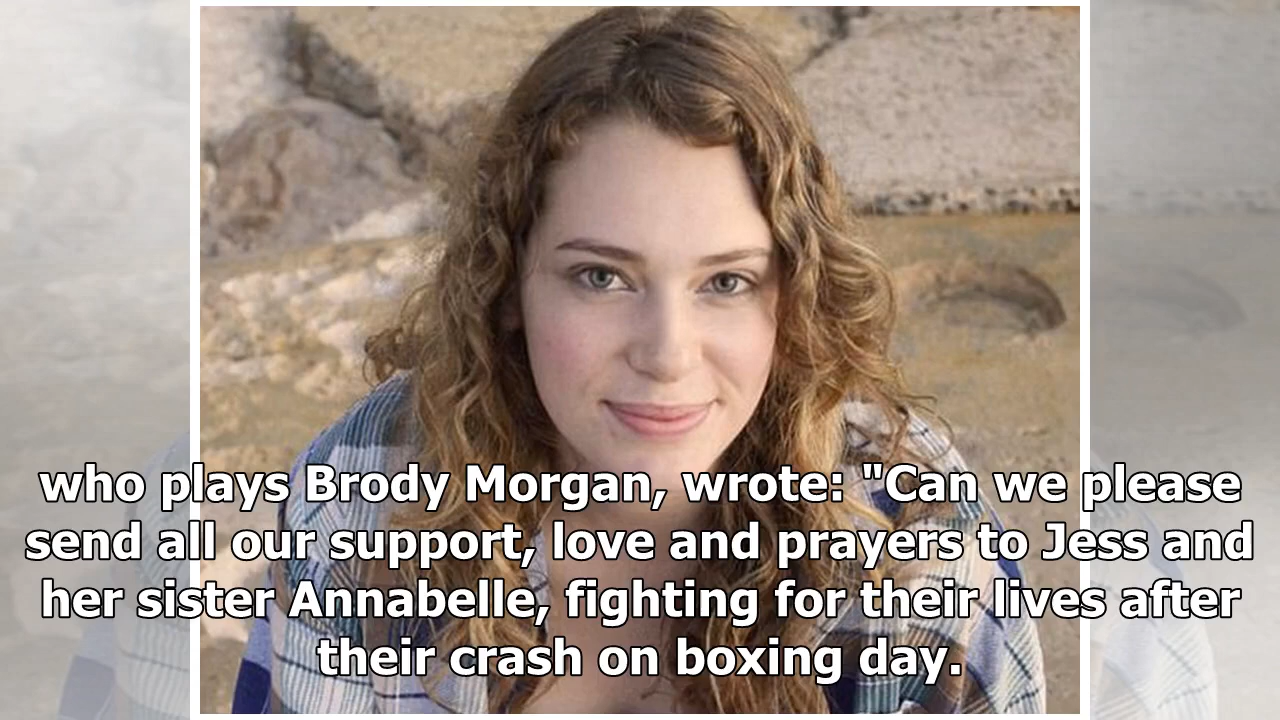 who plays Brody Morgan, wrote: "Can we please
send all our support, love and prayers to Jess and
her sister Annabelle, fighting for their lives after
their crash on boxing day.